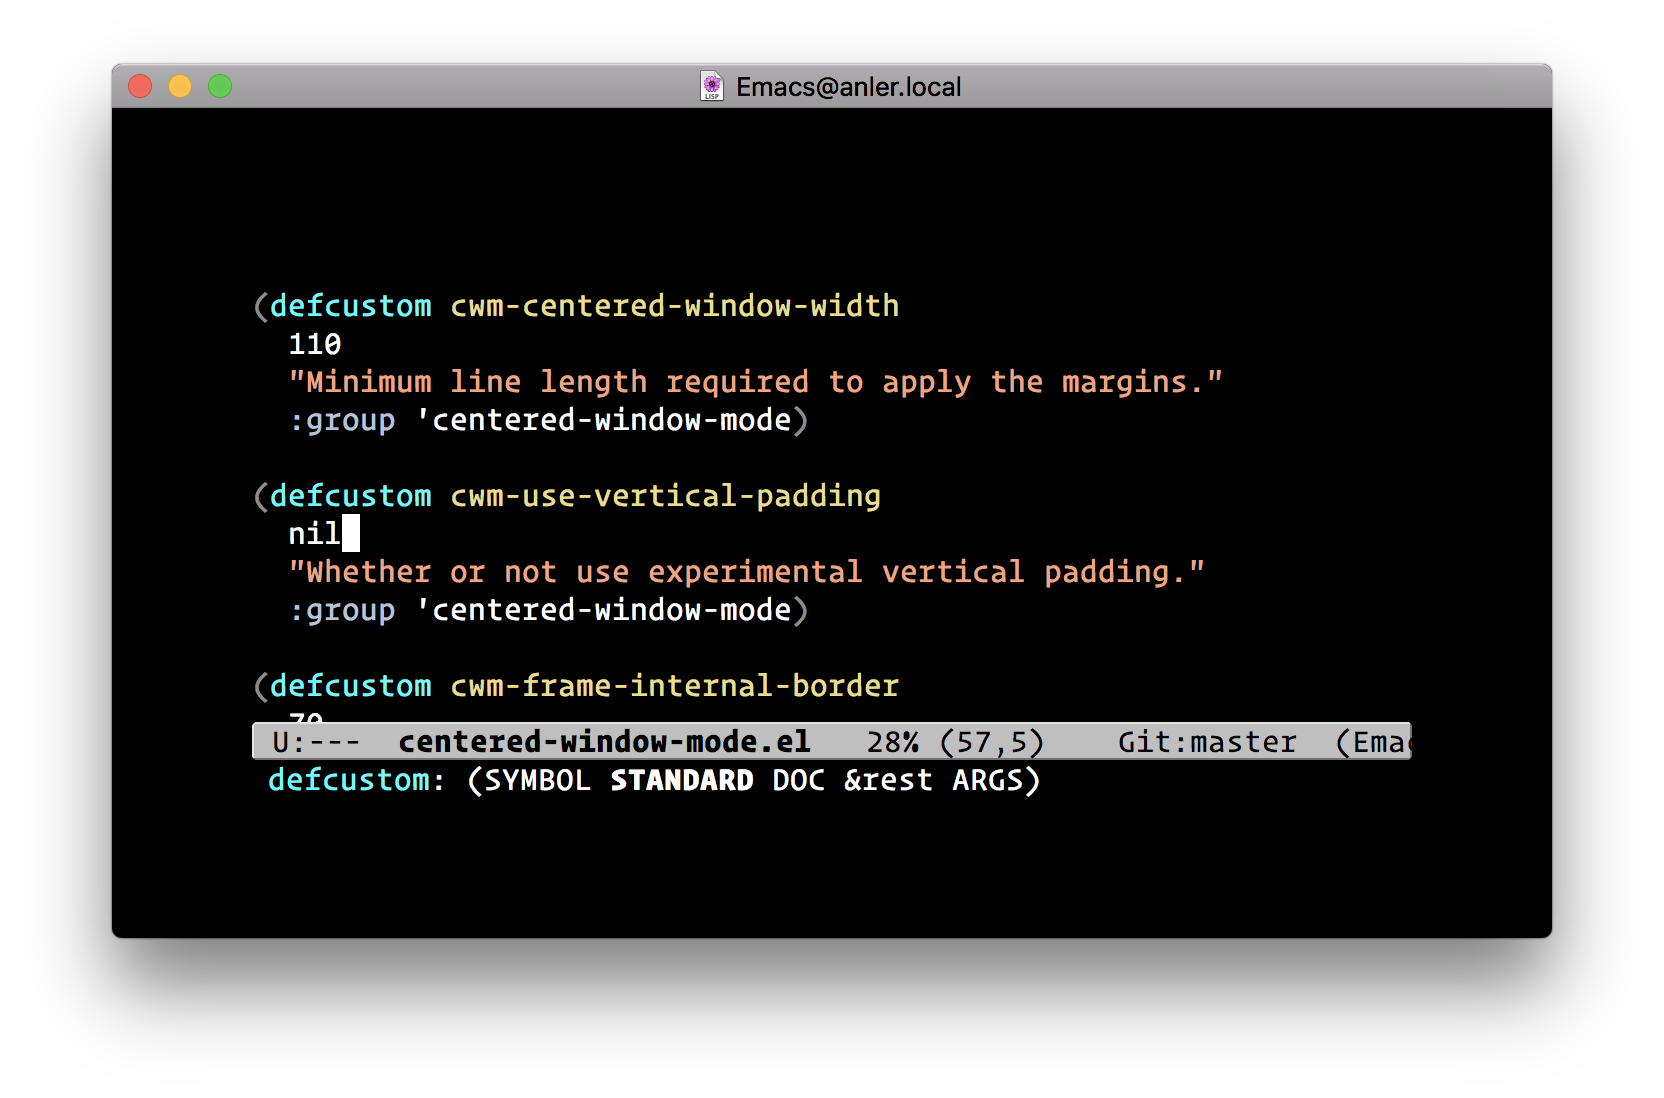 LISP
Emacs@anler.local
(defcustom cwm-centered-window-width
110
"Minimum line length required to apply the margins."
:group 'centered-window-mode)
(defcustom cwm-use-vertical-padding
nil
"Whether or not use experimental vertical padding."
:group 'centered-window-mode)
(defcustom cwm-frame-internal-border
70
U:--- centered-window-mode.el 28% (57,5) Git:master (Emac
defcustom: (SYMBOL STANDARD DOC &rest ARGS)